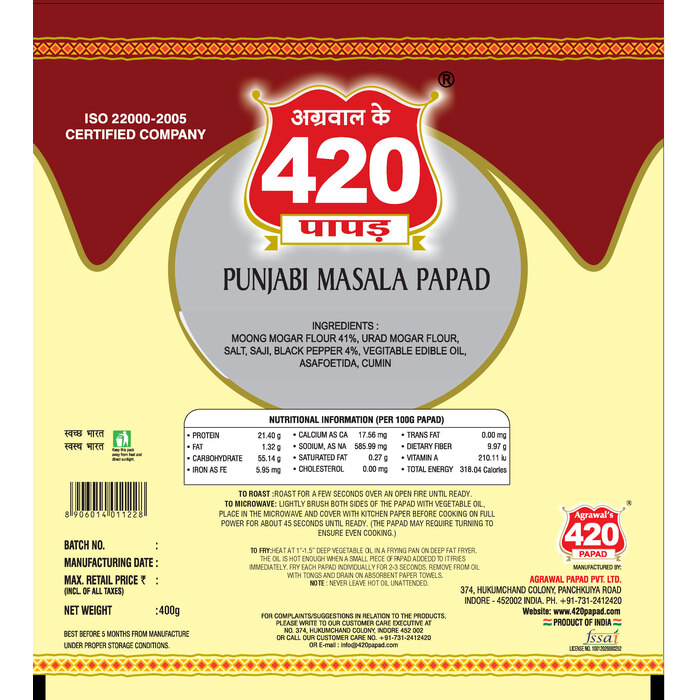 ®
ISO 22000-2005
CERTIFIED COMPANY
अग्रवाल के
420
पापड़
PUNJABI MASALA PAPAD
INGREDIENTS :
MOONG MOGAR FLOUR 41%, URAD MOGAR FLOUR,
SALT, SAJI, BLACK PEPPER 4%, VEGITABLE EDIBLE OIL,
ASAFOETIDA, CUMIN
NUTRITIONAL INFORMATION (PER 100G PAPAD)
• PROTEIN 21.40 g • CALCIUM AS CA 17.56 mg • TRANS FAT 0.00 mg
• FAT 1.32 g • SODIUM, AS NA 585.99 mg • DIETARY FIBER 9.97 g
• CARBOHYDRATE 55.14 g • SATURATED FAT 0.27 g • VITAMIN A 210.11 iu
• IRON AS FE 5.95 mg • CHOLESTEROL 0.00 mg • TOTAL ENERGY 318.04 Calories
स्वच्छ भारत
स्वस्थ भारत
Keep this pack
away from heat and
direct sunlight.
8906014011228
TO ROAST :ROAST FOR A FEW SECONDS OVER AN OPEN FIRE UNTIL READY.
TO MICROWAVE: LIGHTLY BRUSH BOTH SIDES OF THE PAPAD WITH VEGETABLE OIL,
PLACE IN THE MICROWAVE AND COVER WITH KITCHEN PAPER BEFORE COOKING ON FULL
POWER FOR ABOUT 45 SECONDS UNTIL READY. (THE PAPAD MAY REQUIRE TURNING TO
ENSURE EVEN COOKING.)
TO FRY:HEAT AT 1"-1.5" DEEP VEGETABLE OIL IN A FRYING PAN ON DEEP FAT FRYER.
THE OIL IS HOT ENOUGH WHEN A SMALL PIECE OF PAPAD ADDED TO IT FRIES
IMMEDIATELY, FRY EACH PAPAD INDIVIDUALLY FOR 2-3 SECONDS. REMOVE FROM OIL
WITH TONGS AND DRAIN ON ABSORBENT PAPER TOWELS.
NOTE : NEVER LEAVE HOT OIL UNATTENDED.
BATCH NO. :
MANUFACTURING DATE :
MAX. RETAIL PRICE ₹ :
(INCL. OF ALL TAXES)
NET WEIGHT :400g
BEST BEFORE 5 MONTHS FROM MANUFACTURE
UNDER PROPER STORAGE CONDITIONS.
FOR COMPLAINTS/SUGGESTIONS IN RELATION TO THE PRODUCTS,
PLEASE WRITE TO OUR CUSTOMER CARE EXECUTIVE AT
NO. 374, HUKUMCHAND COLONY, INDORE 452 002
OR CALL OUR CUSTOMER CARE NO. +91-731-2412420
OR E-mail : info@420papad.com
®
Agrawal's
420
PAPAD
MANUFACTURED BY:
AGRAWAL PAPAD PVT. LTD.
374, HUKUMCHAND COLONY, PANCHKUIYA ROAD
INDORE - 452002 INDIA. PH. +91-731-2412420
Website: www.420papad.com
PRODUCT OF INDIA
fssai
LICENSE NO. 10012026000252